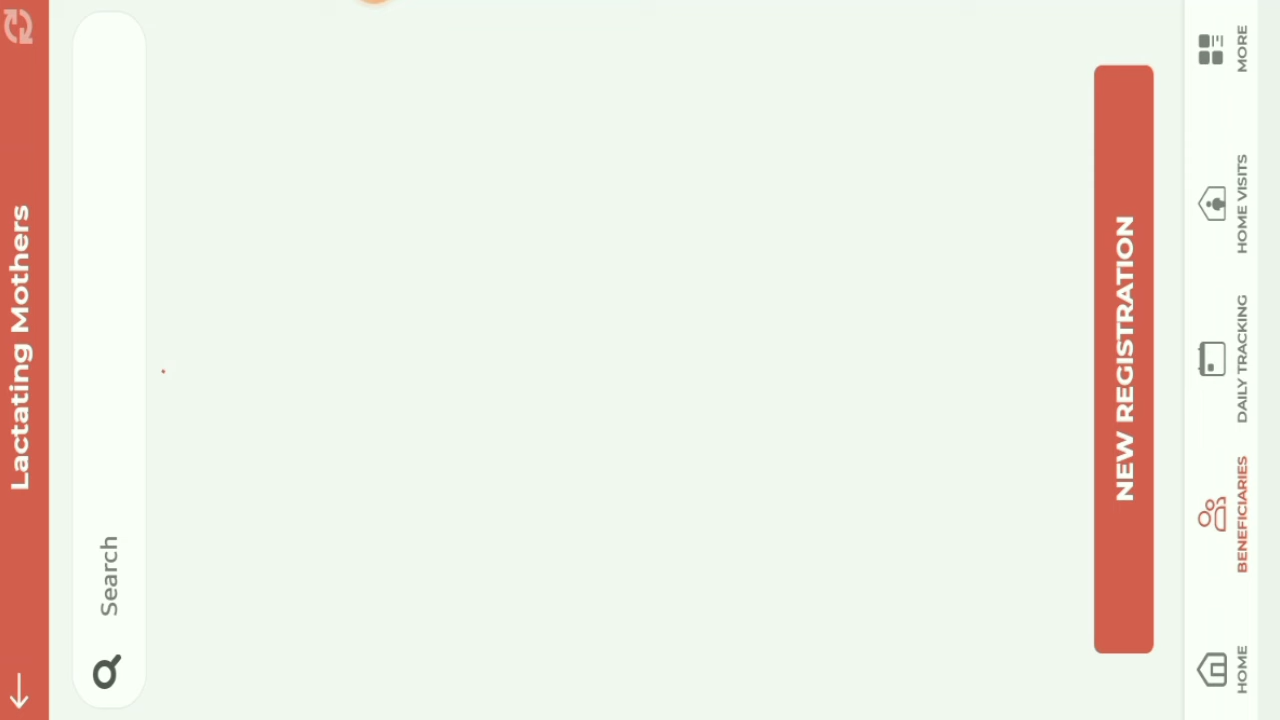 Lactating Mothers
Search
NEW REGISTRATION
HOME
BENEFICIARIES
DAILY TRACKING
HOME VISITS
MORE